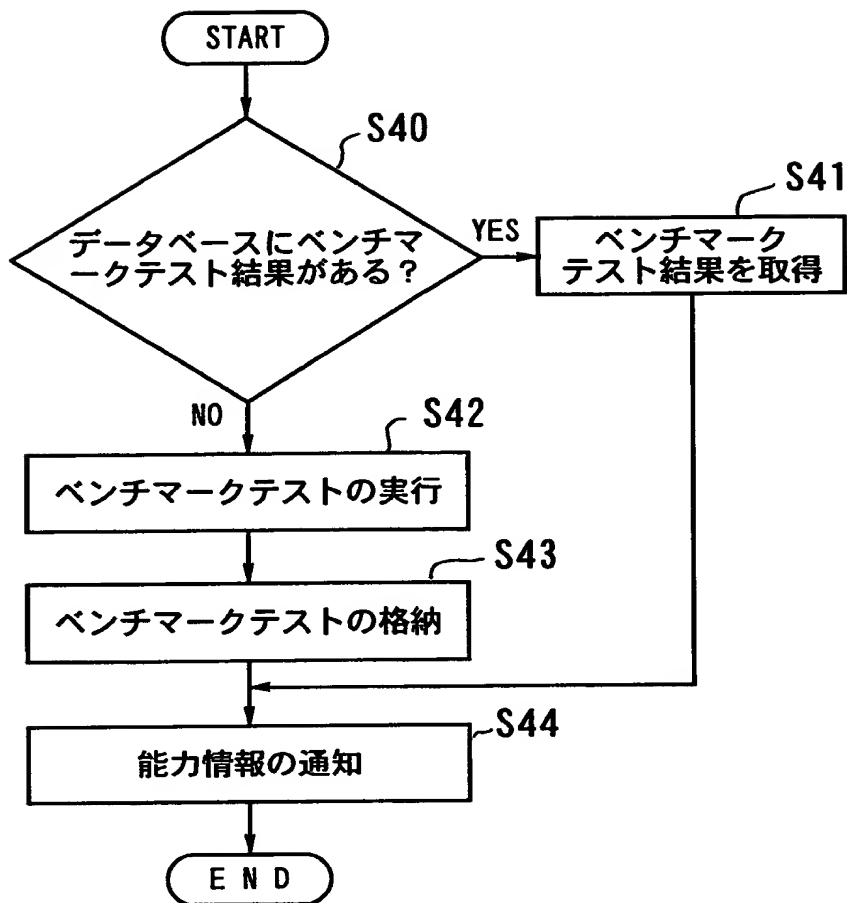 START
S40
S41
データベースにベンチマ
ークテスト結果がある？
YES
ベンチマーク
テスト結果を取得
NO
S42
ベンチマークテストの実行
S43
ベンチマークテストの格納
S44
能力情報の通知
END